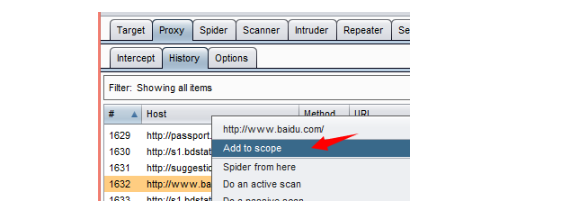 Target Proxy Spider Scanner Intruder Repeater
Intercept History Options
Filter: Showing all items
# Host Method URL
http://www.baidu.com/
1629 http://passport.
Add to scope
1630 http://s1.bdstat
1631 http://suggestic
Spider from here
1632 http://www.ba
Do an active scan
1633 http://s1.bdstat
Do a passive scan